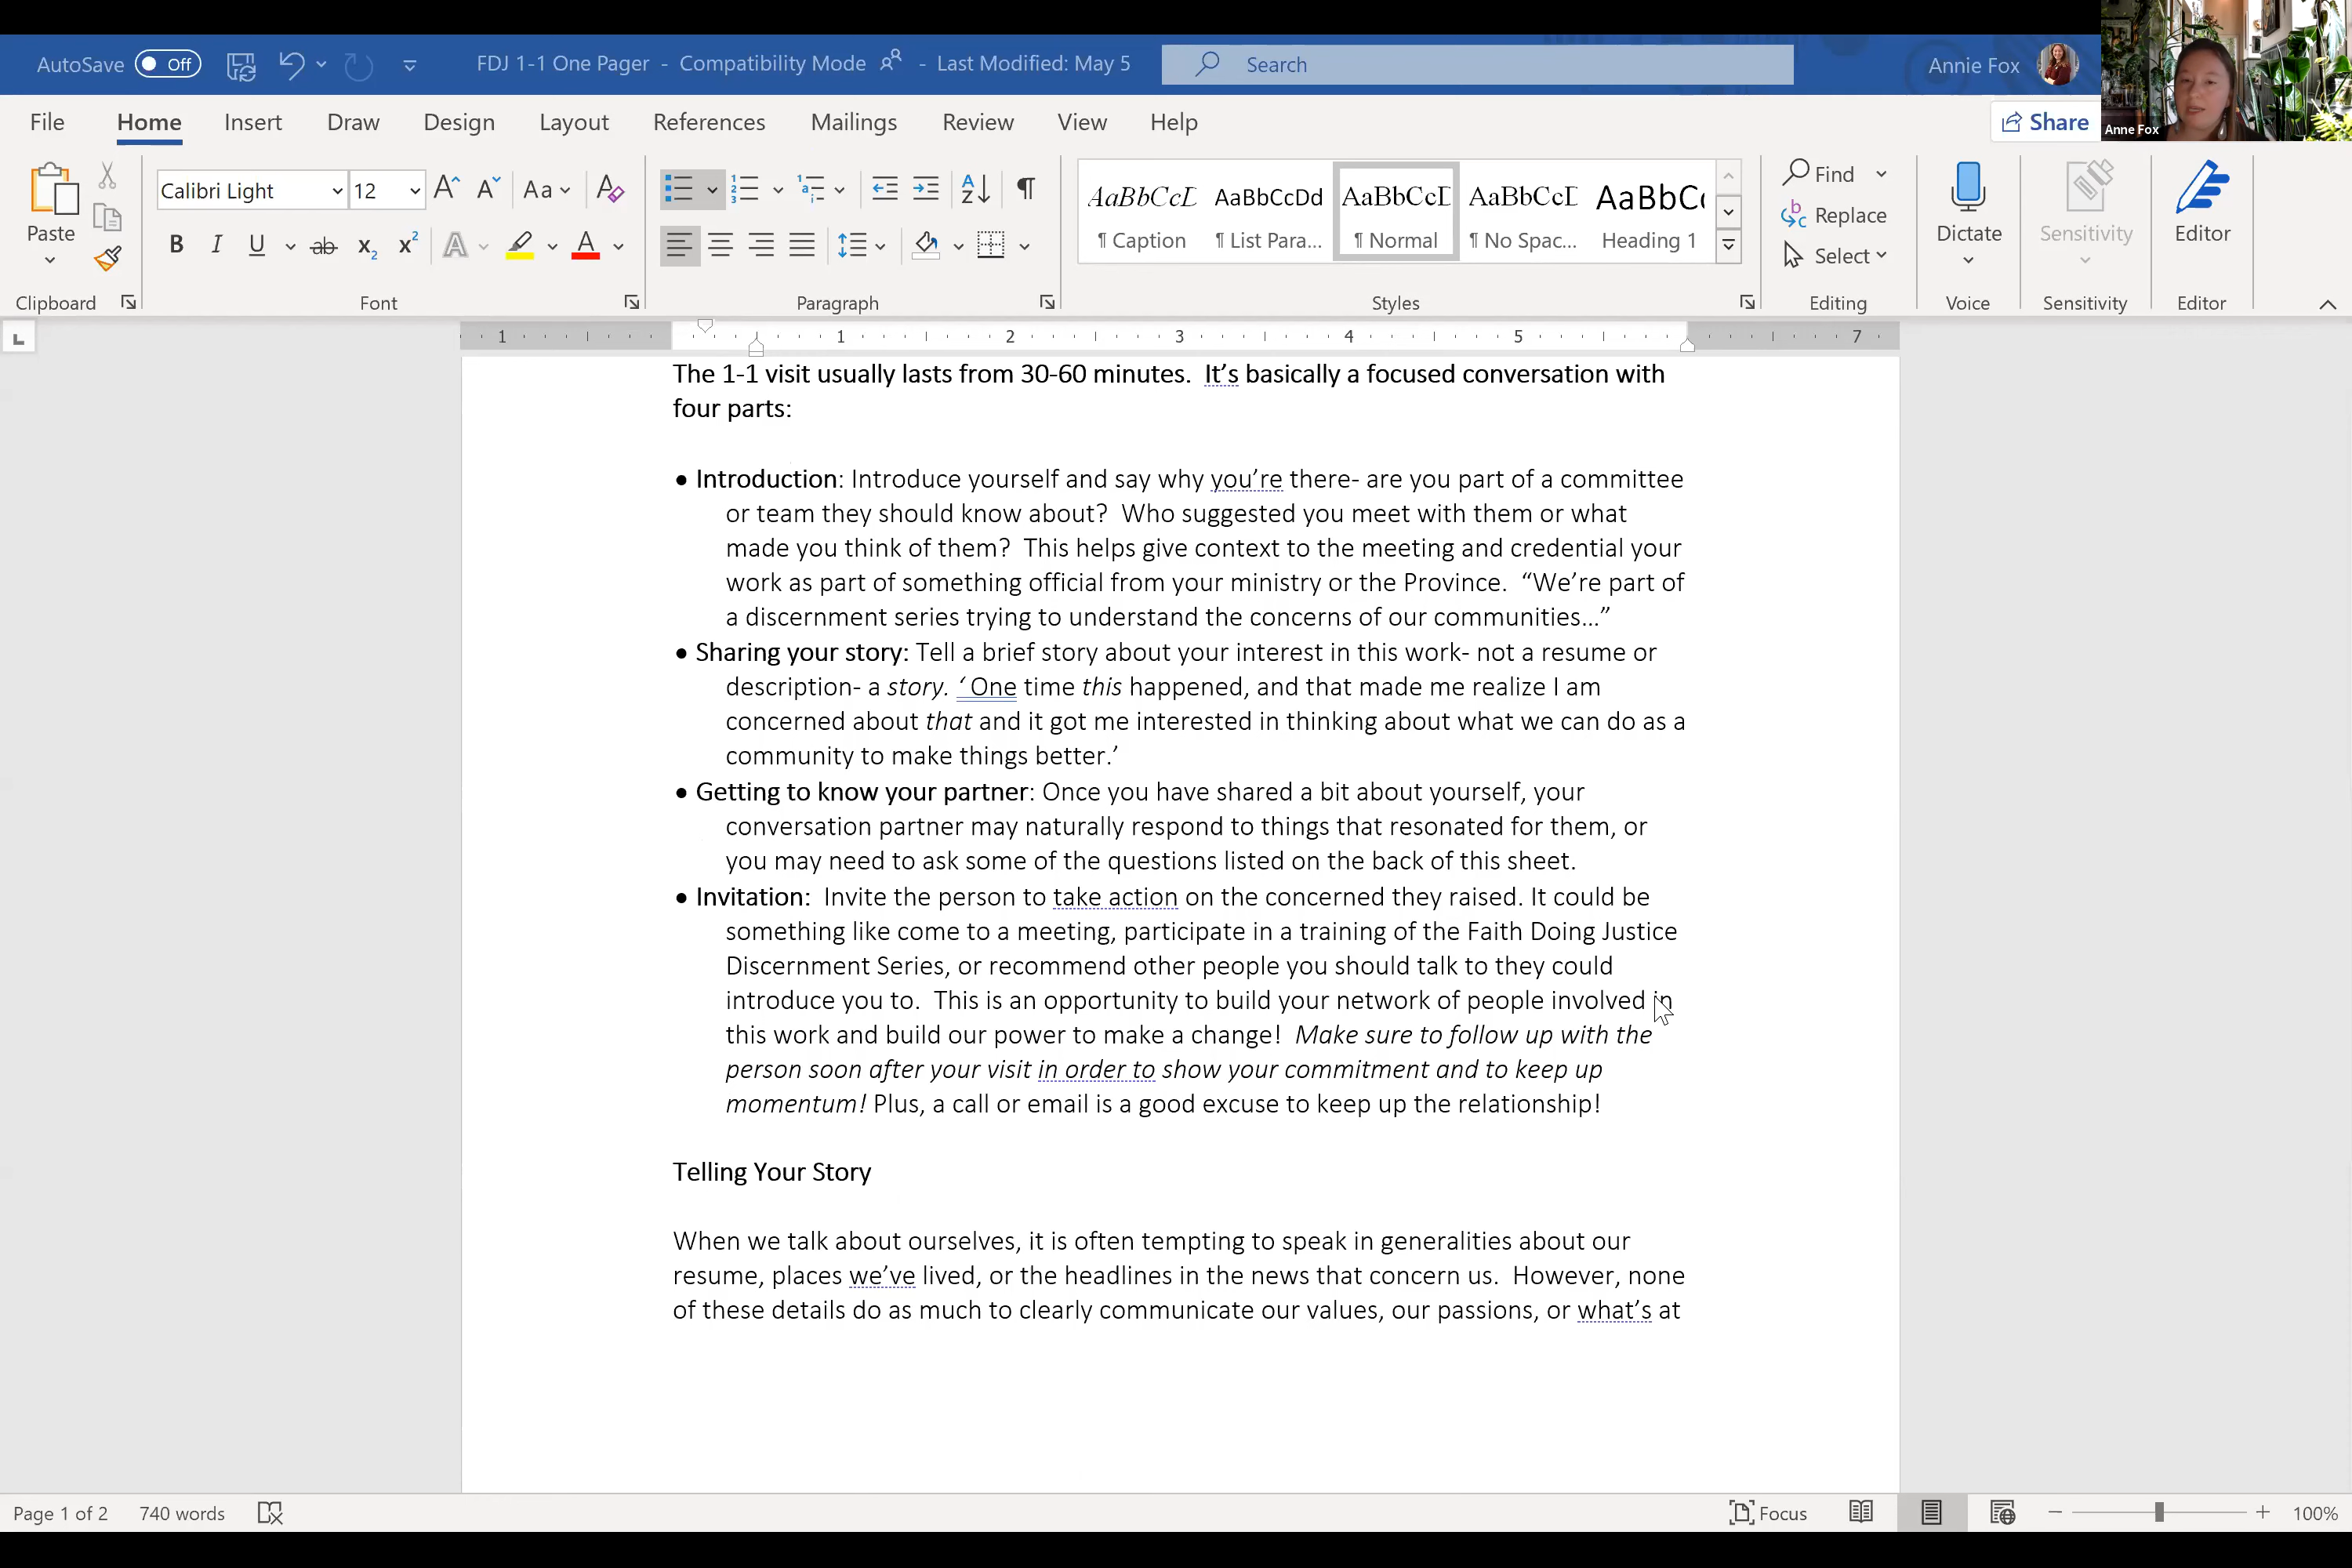 AutoSave Off FDJ 1-1 One Pager - Compatibility Mode - Last Modified: May 5 Search Annie Fox
Anne Fox
File Home Insert Draw Design Layout References Mailings Review View Help Share
Paste
Calibri Light 12 Aa
AaBbCcL AaBbCcDd AaBbCcI AaBbCcI AaBbCc
¶ Caption ¶ List Para... ¶ Normal ¶ No Spac... Heading 1
Find
Replace
Select
Dictate Sensitivity Editor
B I U ab x₂ x² A A
Clipboard Font Paragraph Styles Editing Voice Sensitivity Editor
1 1 2 3 4 5 7
The 1-1 visit usually lasts from 30-60 minutes.  It’s basically a focused conversation with
four parts:
● Introduction: Introduce yourself and say why you’re there- are you part of a committee
or team they should know about?  Who suggested you meet with them or what
made you think of them?  This helps give context to the meeting and credential your
work as part of something official from your ministry or the Province.  “We’re part of
a discernment series trying to understand the concerns of our communities…”
● Sharing your story: Tell a brief story about your interest in this work- not a resume or
description- a story. ‘ One time this happened, and that made me realize I am
concerned about that and it got me interested in thinking about what we can do as a
community to make things better.’
● Getting to know your partner: Once you have shared a bit about yourself, your
conversation partner may naturally respond to things that resonated for them, or
you may need to ask some of the questions listed on the back of this sheet.
● Invitation:  Invite the person to take action on the concerned they raised. It could be
something like come to a meeting, participate in a training of the Faith Doing Justice
Discernment Series, or recommend other people you should talk to they could
introduce you to.  This is an opportunity to build your network of people involved in
this work and build our power to make a change!  Make sure to follow up with the
person soon after your visit in order to show your commitment and to keep up
momentum! Plus, a call or email is a good excuse to keep up the relationship!
Telling Your Story
When we talk about ourselves, it is often tempting to speak in generalities about our
resume, places we’ve lived, or the headlines in the news that concern us.  However, none
of these details do as much to clearly communicate our values, our passions, or what’s at
Page 1 of 2 740 words Focus 100%